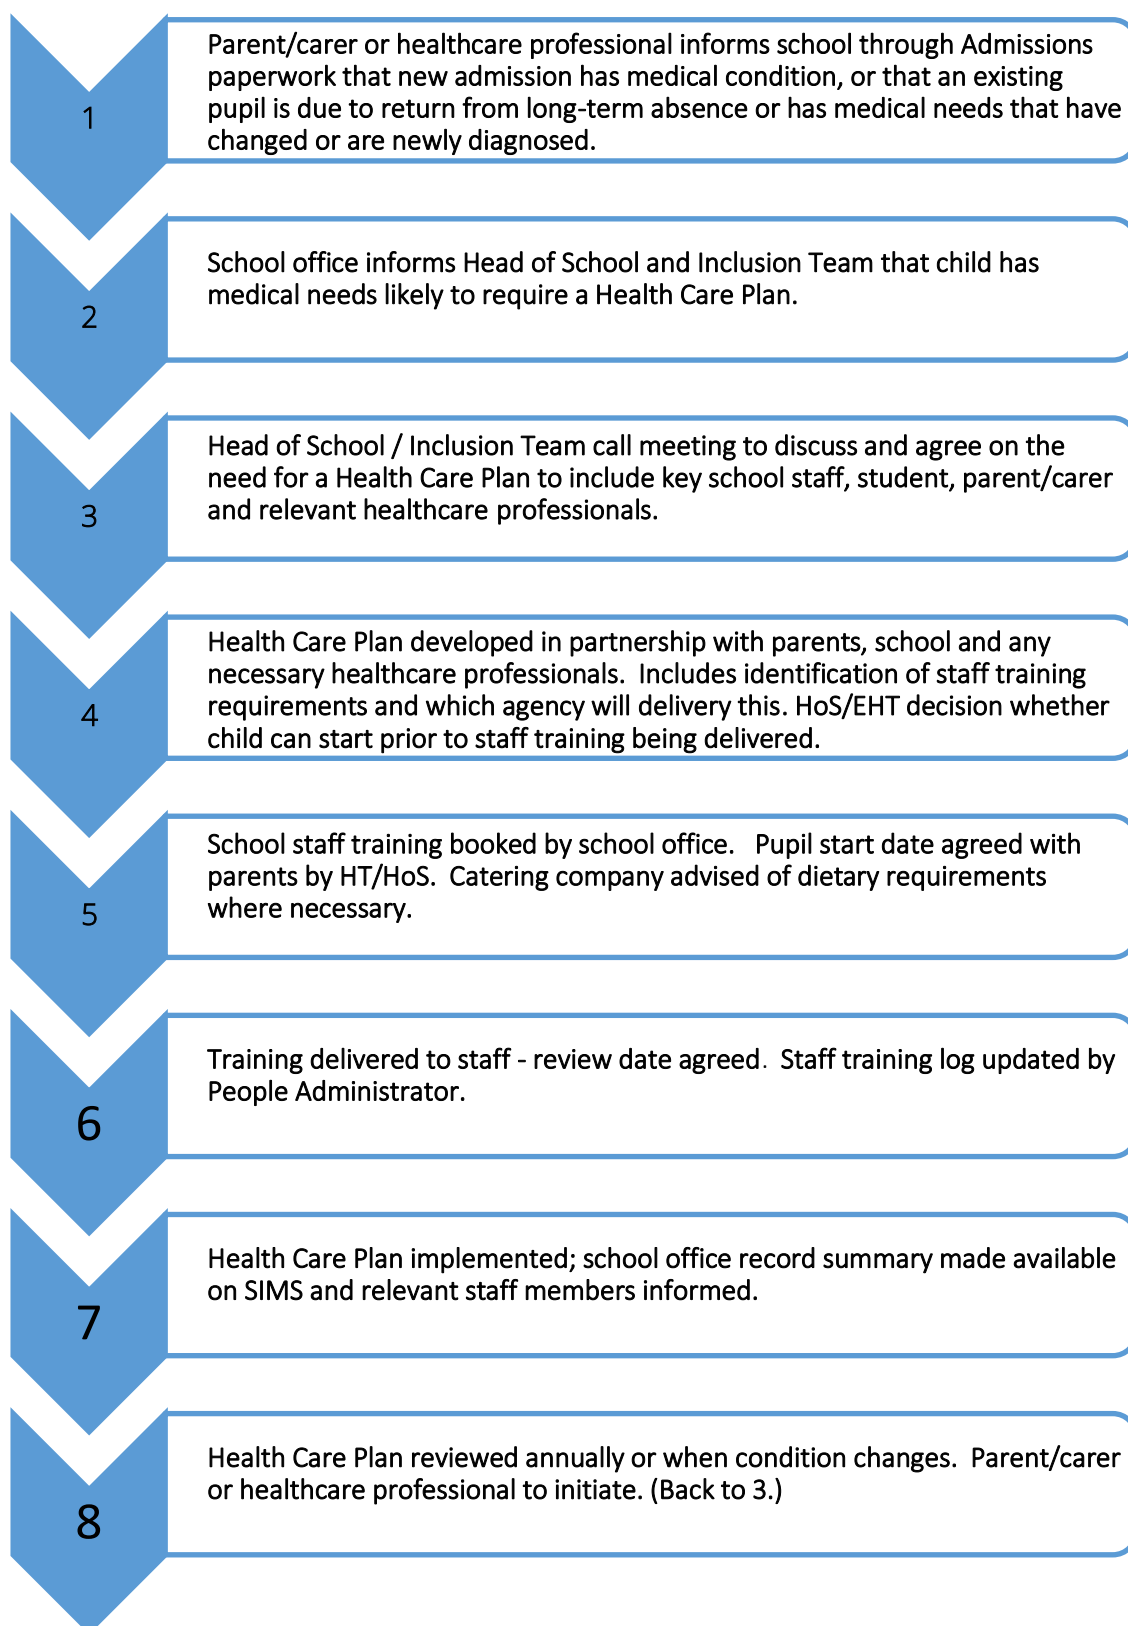 1
Parent/carer or healthcare professional informs school through Admissions
paperwork that new admission has medical condition, or that an existing
pupil is due to return from long-term absence or has medical needs that have
changed or are newly diagnosed.
2
School office informs Head of School and Inclusion Team that child has
medical needs likely to require a Health Care Plan.
3
Head of School / Inclusion Team call meeting to discuss and agree on the
need for a Health Care Plan to include key school staff, student, parent/carer
and relevant healthcare professionals.
4
Health Care Plan developed in partnership with parents, school and any
necessary healthcare professionals.  Includes identification of staff training
requirements and which agency will delivery this. HoS/EHT decision whether
child can start prior to staff training being delivered.
5
School staff training booked by school office.   Pupil start date agreed with
parents by HT/HoS.  Catering company advised of dietary requirements
where necessary.
6
Training delivered to staff - review date agreed.  Staff training log updated by
People Administrator.
7
Health Care Plan implemented; school office record summary made available
on SIMS and relevant staff members informed.
8
Health Care Plan reviewed annually or when condition changes.  Parent/carer
or healthcare professional to initiate. (Back to 3.)